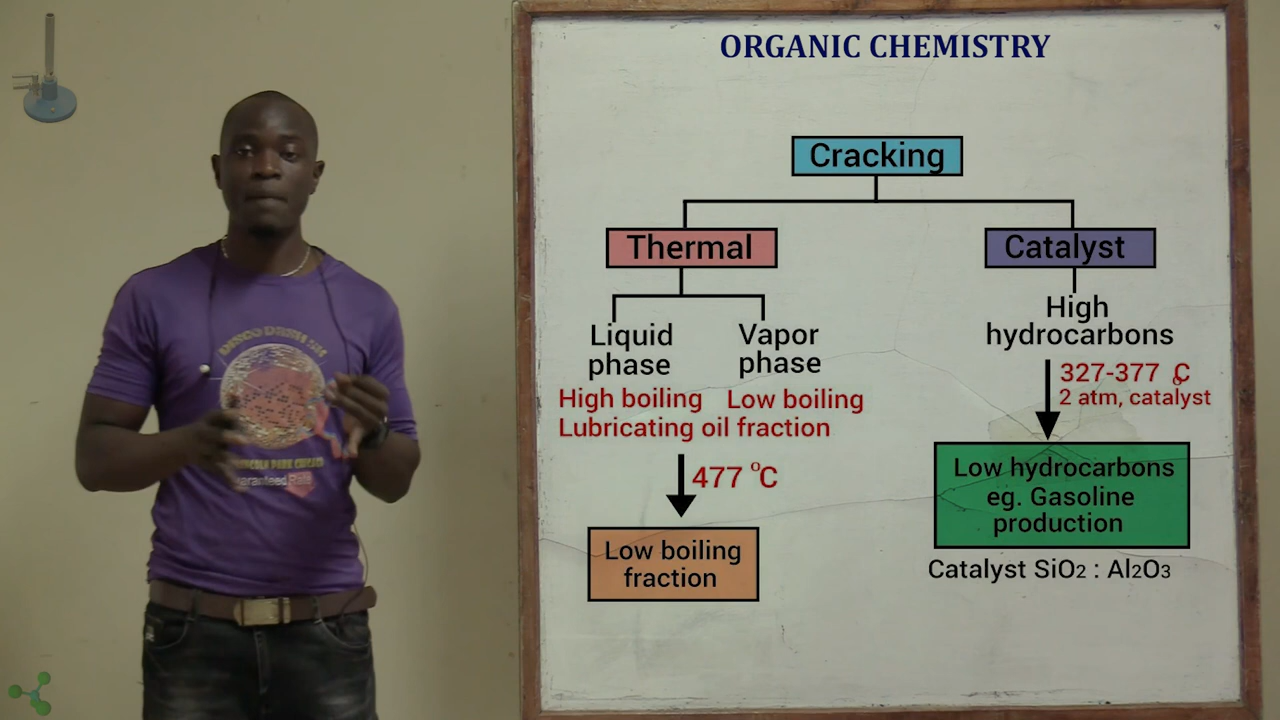 ORGANIC CHEMISTRY
Cracking
Thermal
Catalyst
Liquid
phase
Vapor
phase
High boiling
Low boiling
Lubricating oil fraction
477 °C
Low boiling
fraction
High
hydrocarbons
327-377 °C
2 atm, catalyst
Low hydrocarbons
eg. Gasoline
production
Catalyst SiO2 : Al2O3